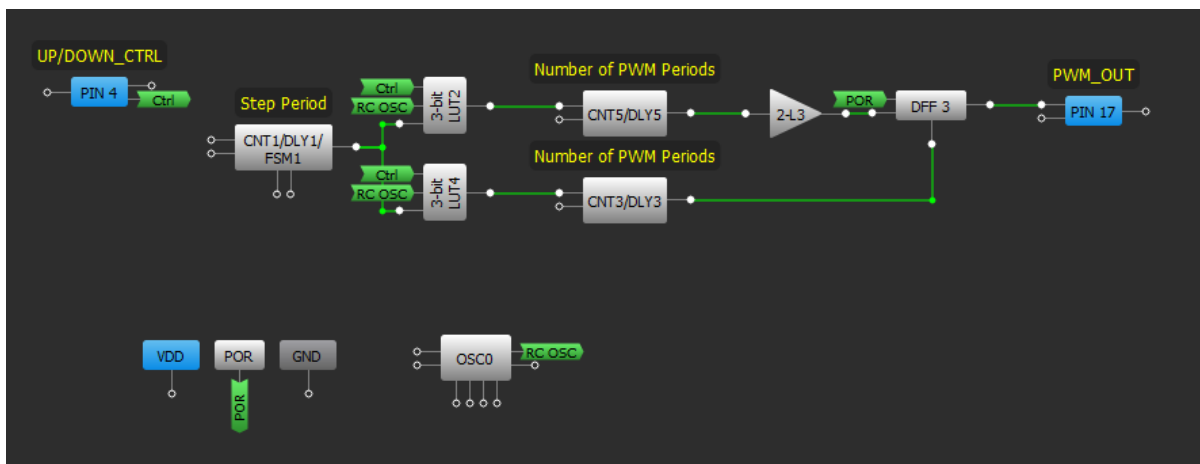 UP/DOWN_CTRL
PIN 4
Ctrl
Step Period
CNT1/DLY1/
FSM1
Ctrl
RC OSC
3-bit
LUT2
Ctrl
RC OSC
3-bit
LUT4
Number of PWM Periods
CNT5/DLY5
Number of PWM Periods
CNT3/DLY3
2-L3
POR
DFF 3
PWM_OUT
PIN 17
VDD
POR
POR
GND
OSC0
RC OSC